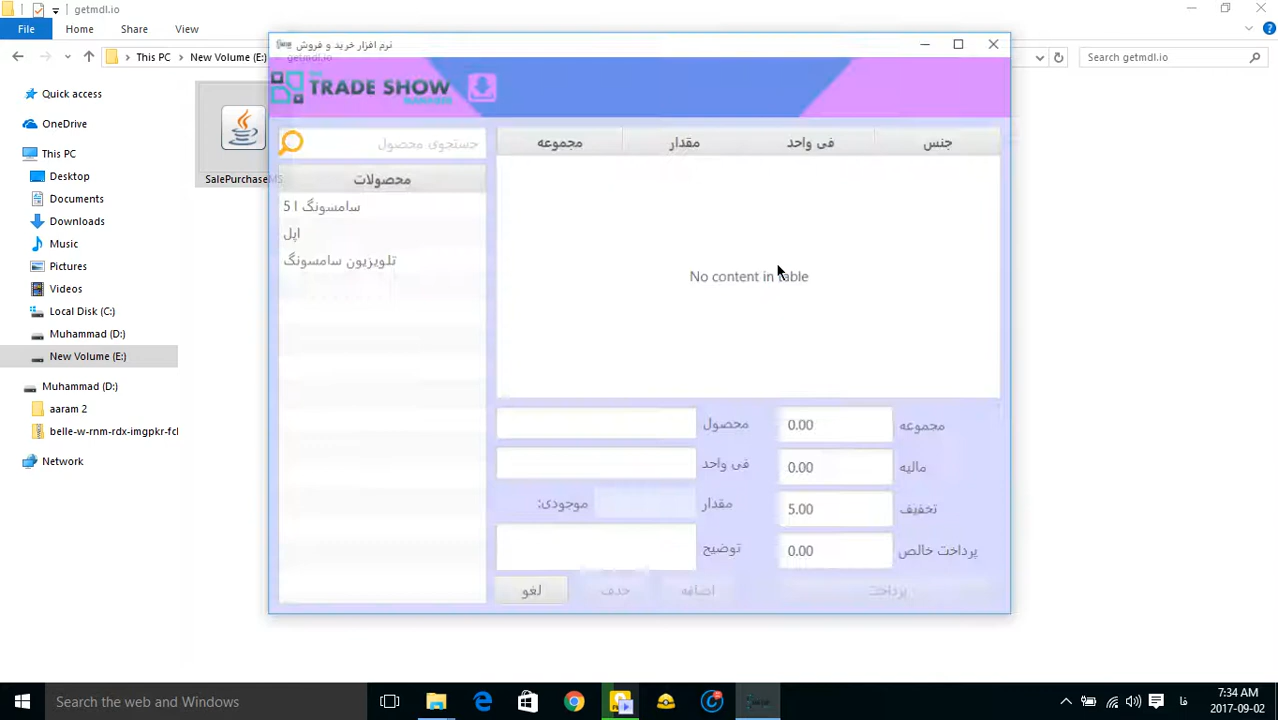 getmdl.io
File
Home
Share
View
This PC
New Volume (E:)
getmdl.io
Search getmdl.io
Quick access
OneDrive
This PC
Desktop
Documents
Downloads
Music
Pictures
Videos
Local Disk (C:)
Muhammad (D:)
New Volume (E:)
Muhammad (D:)
aaram 2
belle-w-rnm-rdx-imgpkr-fcl
Network
SalePurchaseMS
نرم افزار خرید و فروش
TRADE SHOW
MANAGER
جستجوی محصول
محصولات
سامسونگ ا 5
اپل
تلویزیون سامسونگ
جنس
فی واحد
مقدار
مجموعه
No content in table
محصول
فی واحد
مقدار
موجودی:
توضیح
مجموعه
0.00
مالیه
0.00
تخفیف
5.00
پرداخت خالص
0.00
پرداخت
اضافه
حذف
لغو
Search the web and Windows
فا
7:34 AM
2017-09-02